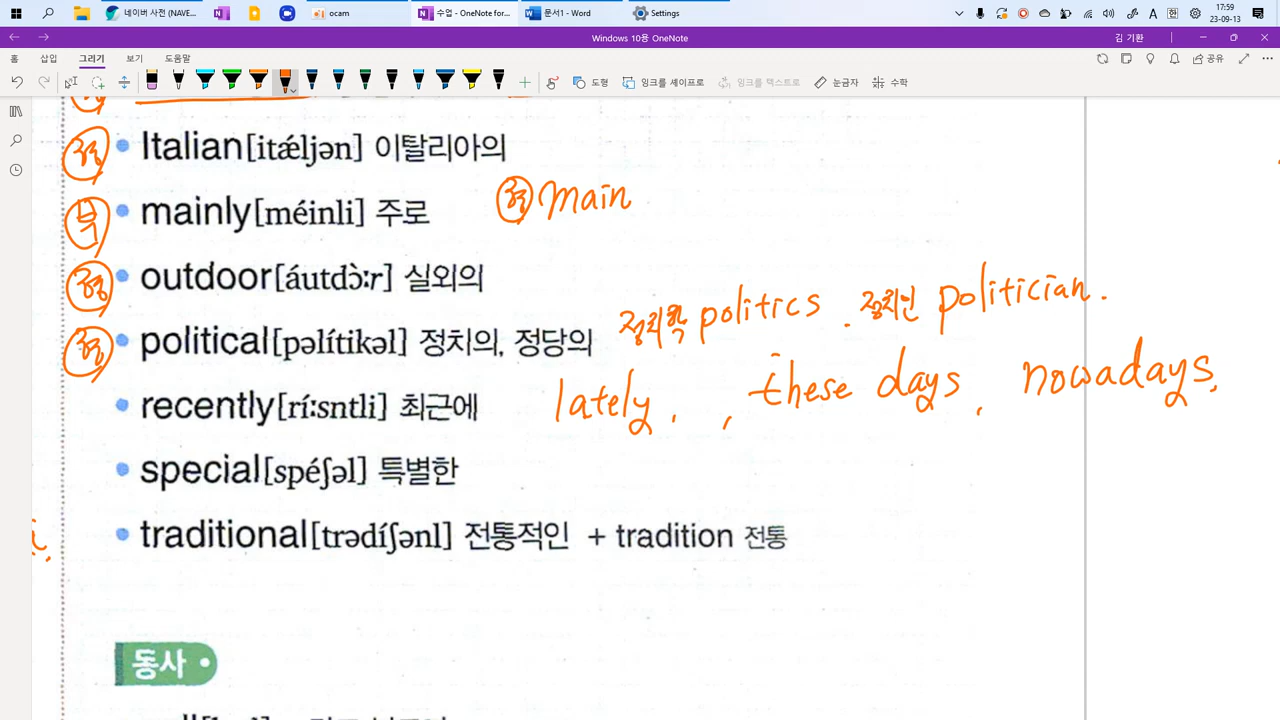 네이버 사전 (NAVE... ocam 수업 - OneNote for... 문서1 - Word Settings A 한 17:59 23-09-13
Windows 10용 OneNote 김 기환
홈 삽입 그리기 보기 도움말 공유
도형 잉크를 셰이프로 잉크를 텍스트로 눈금자 수학
형 Italian[itǽljən] 이탈리아의
부 mainly[méinli] 주로 형 Main
형 outdoor[áutdɔ̀ːr] 실외의
형 political[pəlítikəl] 정치의, 정당의 정치학 politics. 정치인 politician.
recently[ríːsntli] 최근에 lately. , these days, nowadays,
special[spéʃəl] 특별한
traditional[trədíʃənl] 전통적인 + tradition 전통
동사